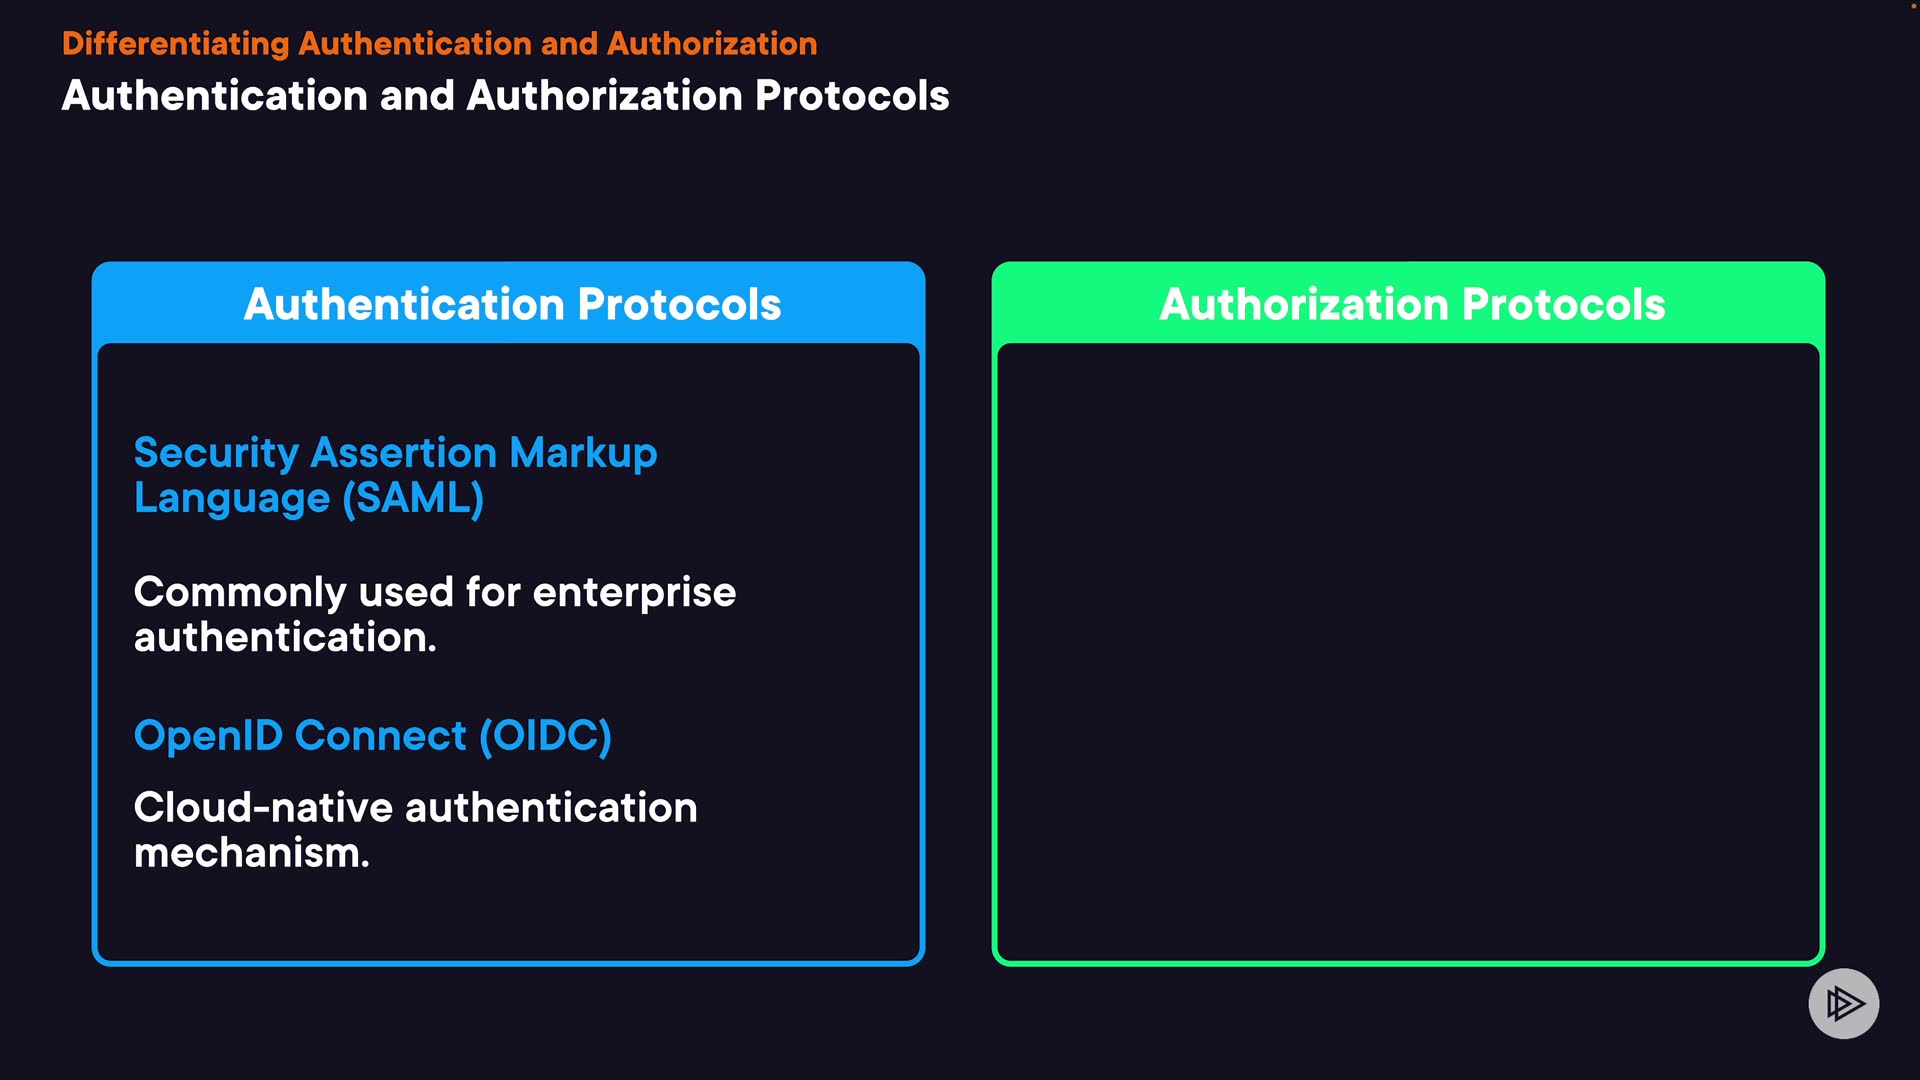 Differentiating Authentication and Authorization
Authentication and Authorization Protocols
Authentication Protocols
Security Assertion Markup
Language (SAML)
Commonly used for enterprise
authentication.
OpenID Connect (OIDC)
Cloud-native authentication
mechanism.
Authorization Protocols